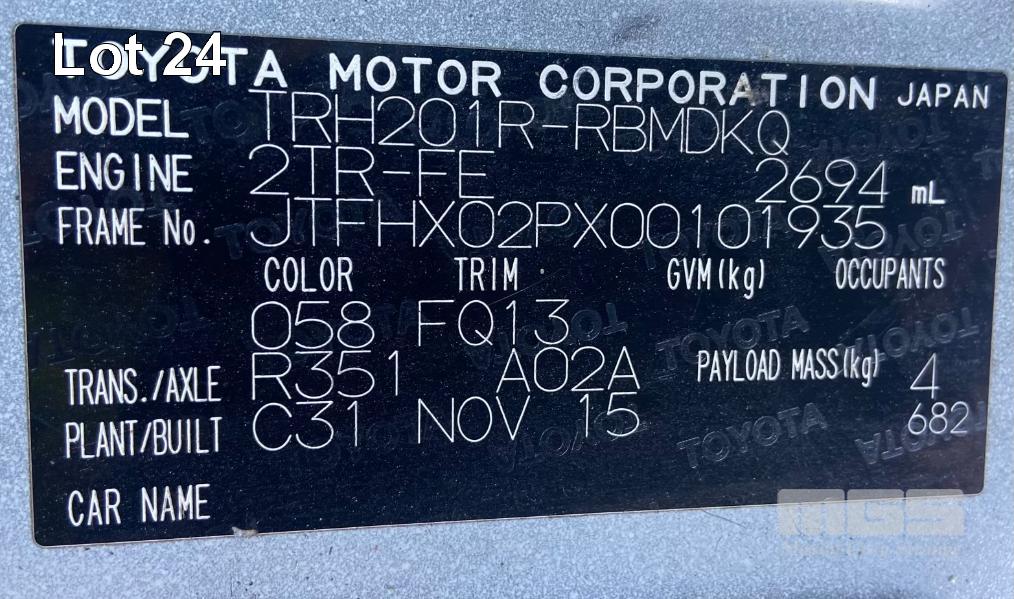 Lot 24
TOYOTA MOTOR CORPORATION JAPAN
MODEL TRH201R-RBMDKQ
ENGINE 2TR-FE 2694 mL
FRAME No. JTFHX02PX00101935
COLOR TRIM GVM(kg) OCCUPANTS
058 FQ13
TRANS./AXLE R351 A02A PAYLOAD MASS(kg) 4
PLANT/BUILT C31 NOV 15 682
CAR NAME
MGS